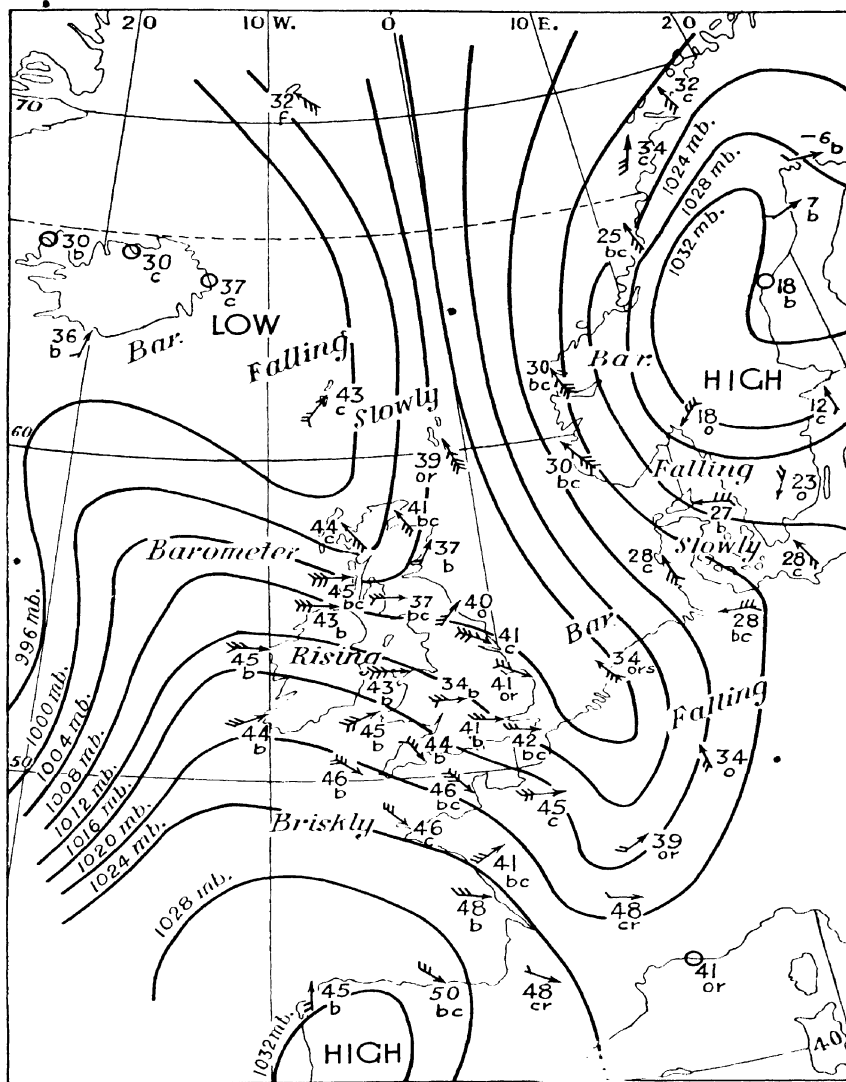 20
10 W.
0
10 E.
20
70
32
f
32
c
34
c
-6 b
1024 mb.
1028 mb.
1032 mb.
7
b
25
bc
30
b
30
c
37
c
18
b
36
b
Bar.
LOW
Falling
Slowly
43
c
30
bc
Bar.
HIGH
12
c
18
o
60
39
or
30
bc
Falling
23
o
41
bc
27
b
44
c
Barometer
37
b
Slowly
28
c
28
c
45
bc
37
bc
40
o
43
b
28
bc
996 mb.
41
c
Bar
45
b
Rising
43
b
34 b
41
or
34
ors
Falling
44
b
45
b
44
b
41
b
42
bc
1000 mb.
1004 mb.
1008 mb.
1012 mb.
1016 mb.
1020 mb.
1024 mb.
50
46
b
46
bc
45
c
34
o
Briskly
46
c
41
bc
39
or
1028 mb.
48
b
48
cr
41
or
45
b
50
bc
48
cr
1032 mb.
HIGH
40